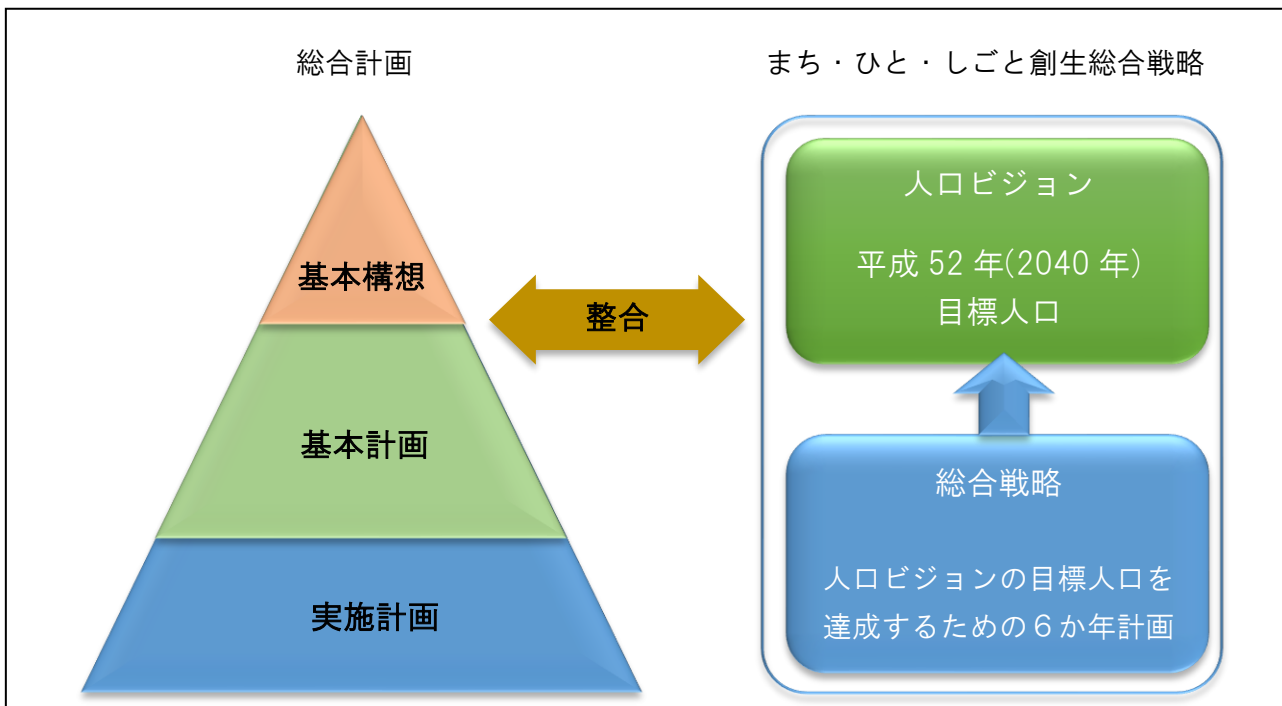 総合計画
基本構想
基本計画
実施計画
整合
まち・ひと・しごと創生総合戦略
人口ビジョン
平成 52 年(2040 年)
目標人口
総合戦略
人口ビジョンの目標人口を
達成するための６か年計画